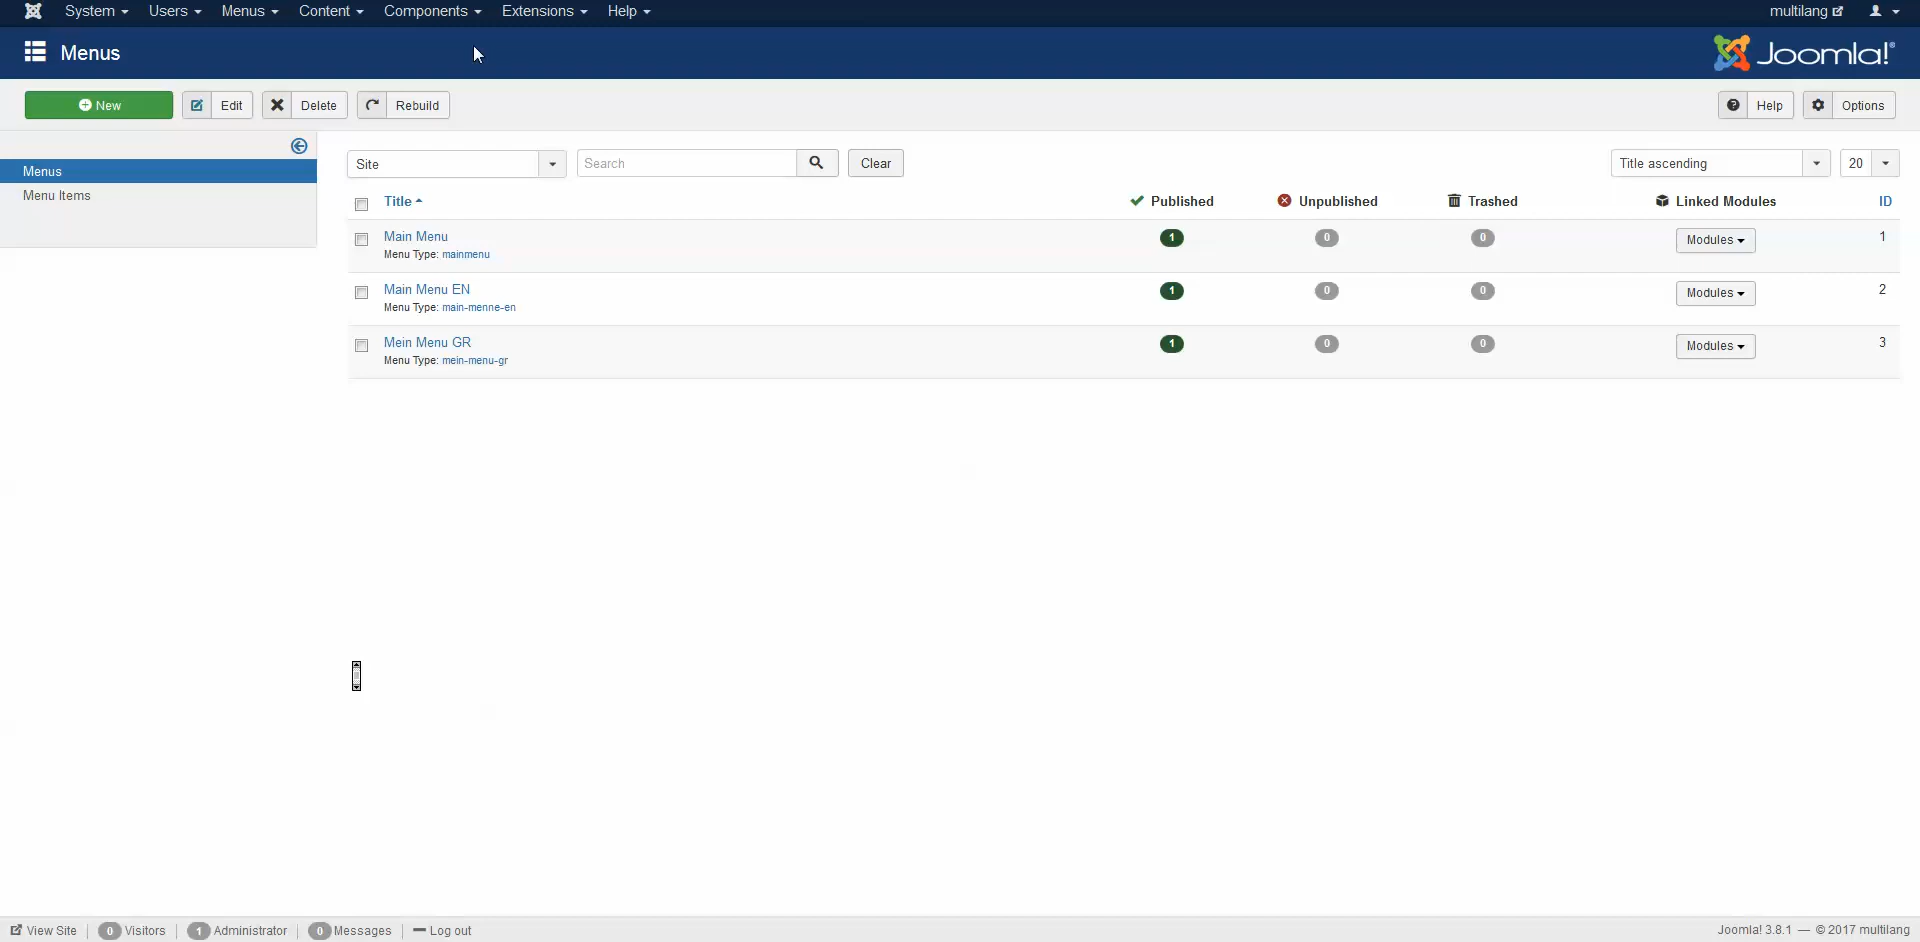 System Users Menus Content Components Extensions Help multilang
Menus Joomla!®
New Edit Delete Rebuild Help Options
Menus
Menu Items
Site Search Clear Title ascending 20
Title Published Unpublished Trashed Linked Modules ID
Main Menu 1 0 0 Modules 1
Menu Type: mainmenu
Main Menu EN 1 0 0 Modules 2
Menu Type: main-menne-en
Mein Menu GR 1 0 0 Modules 3
Menu Type: mein-menu-gr
View Site 0 Visitors 1 Administrator 0 Messages Log out Joomla! 3.8.1 — © 2017 multilang